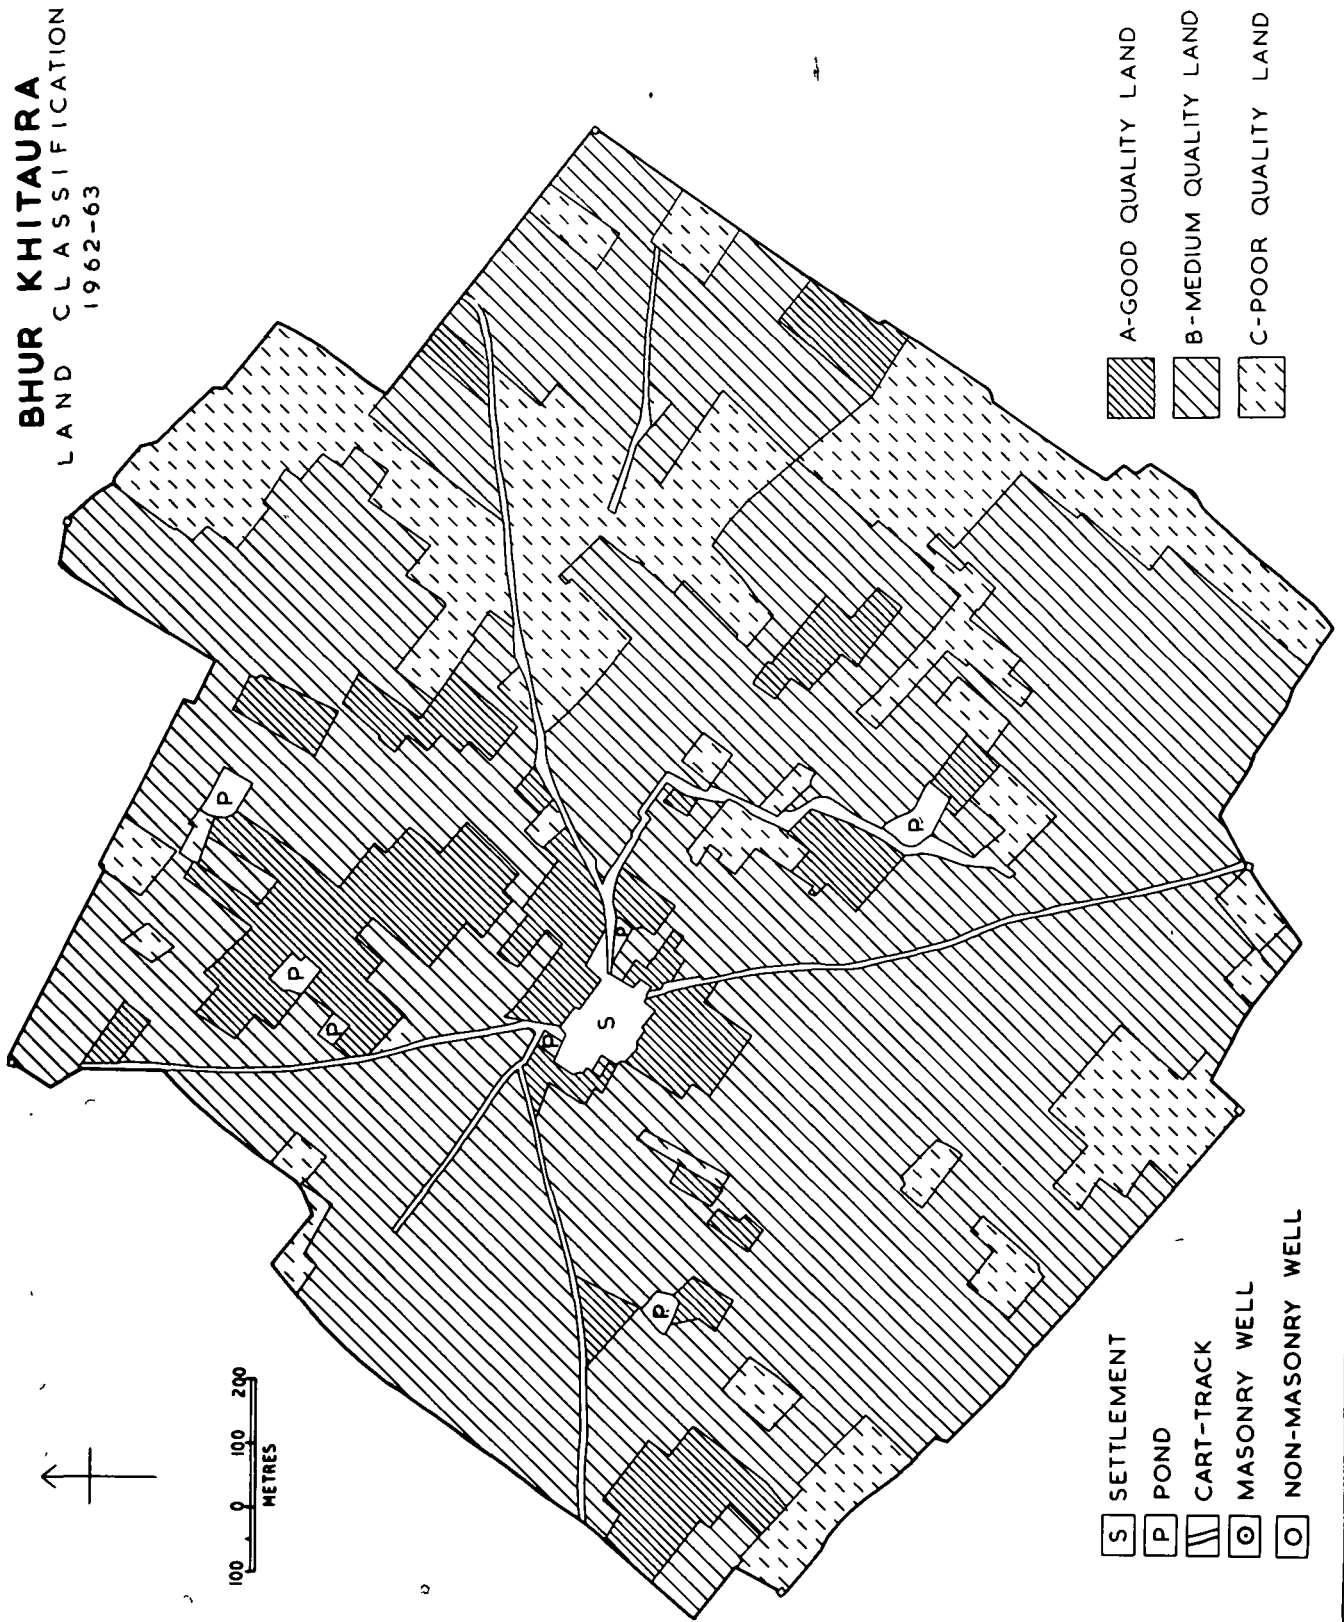 BHUR KHITAURA
LAND CLASSIFICATION
1962-63
P
P
P
P
P
S
P
P
100 0 100 200
METRES
S SETTLEMENT
P POND
CART-TRACK
MASONRY WELL
NON-MASONRY WELL
A-GOOD QUALITY LAND
B-MEDIUM QUALITY LAND
C-POOR QUALITY LAND